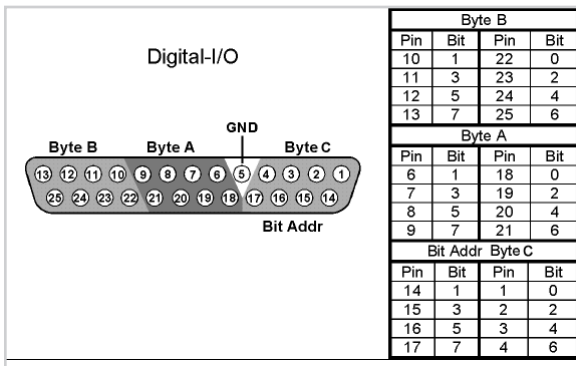 Digital-I/O
GND
Byte B Byte A Byte C
13 12 11 10 9 8 7 6 5 4 3 2 1
25 24 23 22 21 20 19 18 17 16 15 14
Bit Addr
Byte B
Pin Bit Pin Bit
10 1 22 0
11 3 23 2
12 5 24 4
13 7 25 6
Byte A
Pin Bit Pin Bit
6 1 18 0
7 3 19 2
8 5 20 4
9 7 21 6
Bit Addr Byte C
Pin Bit Pin Bit
14 1 1 0
15 3 2 2
16 5 3 4
17 7 4 6